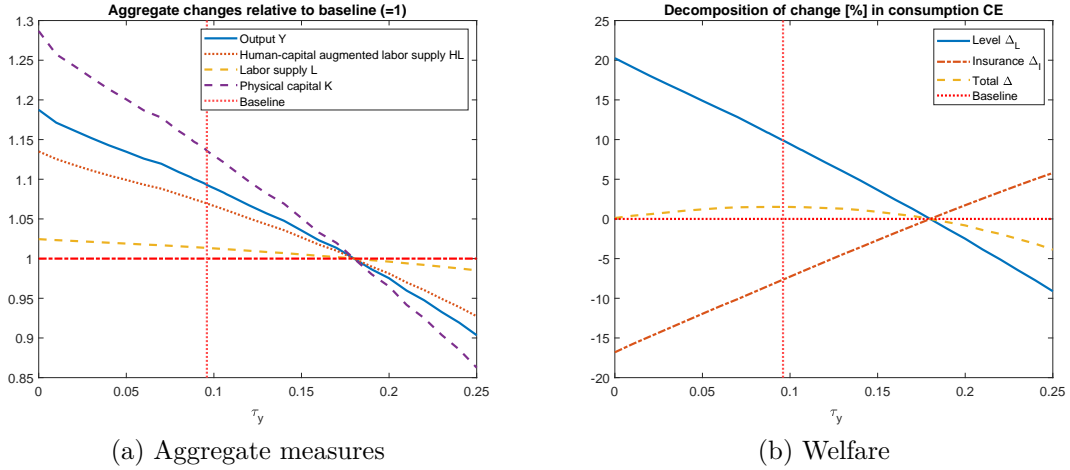 Aggregate changes relative to baseline (=1)
1.3
1.25
1.2
1.15
1.1
1.05
1
0.95
0.9
0.85
Output Y
Human-capital augmented labor supply HL
Labor supply L
Physical capital K
Baseline
0 0.05 0.1 0.15 0.2 0.25
τ_y
(a) Aggregate measures
Decomposition of change [%] in consumption CE
25
20
15
10
5
0
-5
-10
-15
-20
Level Δ_L
Insurance Δ_I
Total Δ
Baseline
0 0.05 0.1 0.15 0.2 0.25
τ_y
(b) Welfare